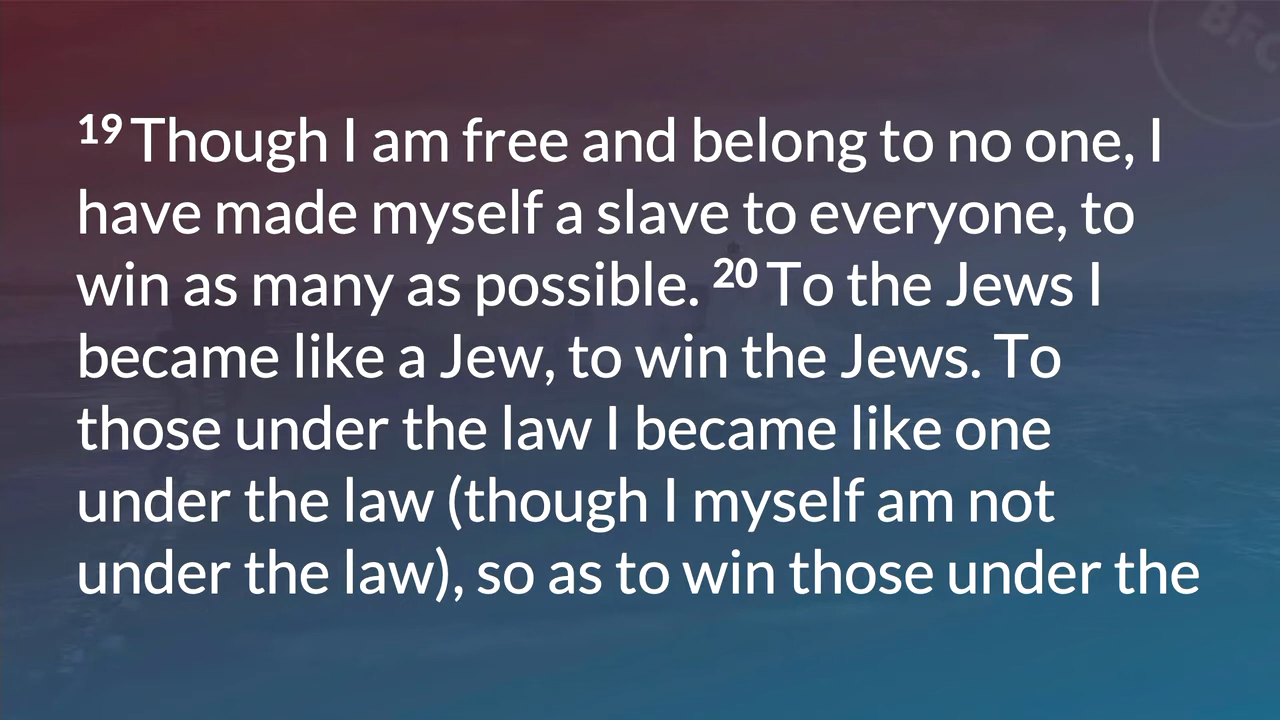 19 Though I am free and belong to no one, I
have made myself a slave to everyone, to
win as many as possible. 20 To the Jews I
became like a Jew, to win the Jews. To
those under the law I became like one
under the law (though I myself am not
under the law), so as to win those under the